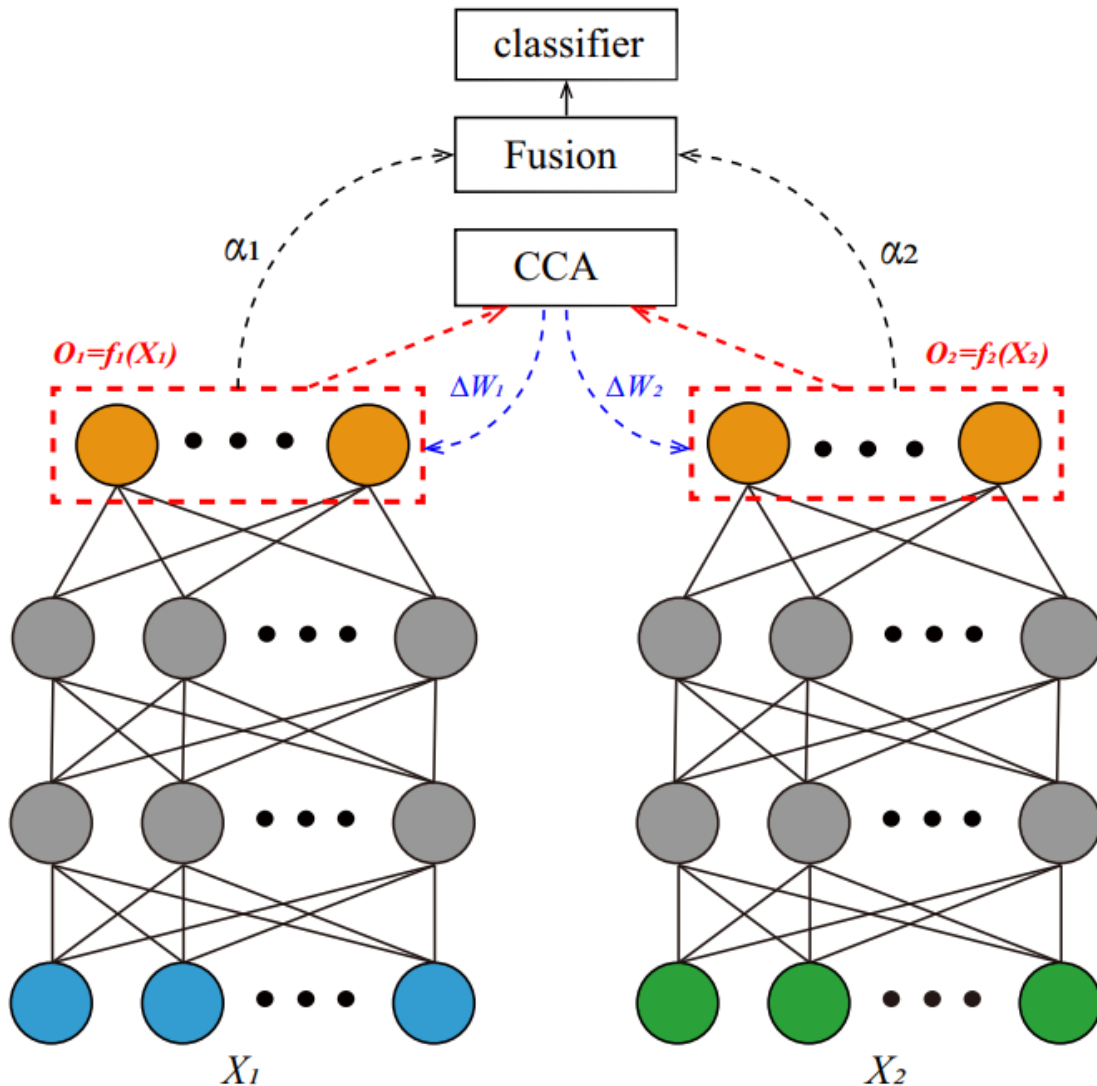 classifier
Fusion
α1
α2
CCA
O₁=f₁(X₁)
O₂=f₂(X₂)
ΔW₁
ΔW₂
X₁
X₂